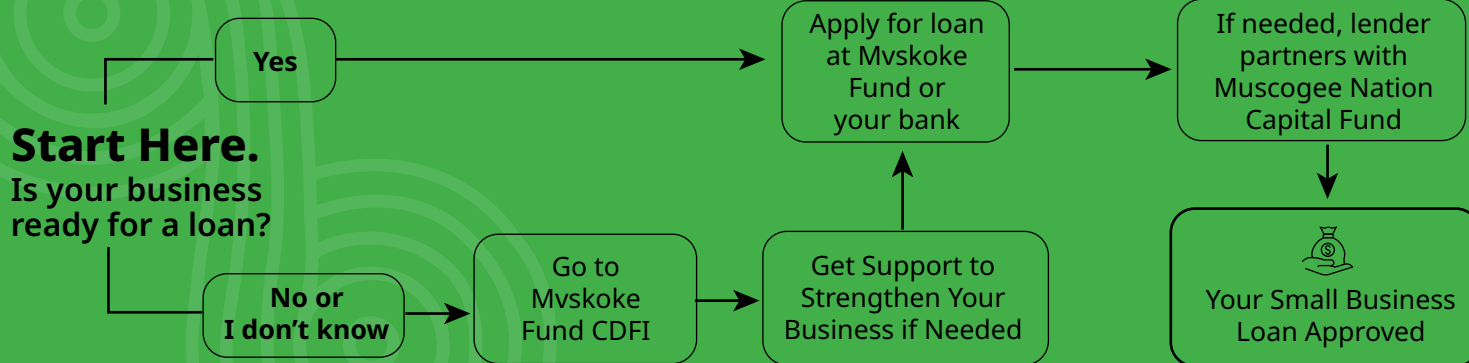 Start Here.
Is your business
ready for a loan?
Yes
Apply for loan
at Mvskoke
Fund or
your bank
If needed, lender
partners with
Muscogee Nation
Capital Fund
No or
I don’t know
Go to
Mvskoke
Fund CDFI
Get Support to
Strengthen Your
Business if Needed
$
Your Small Business
Loan Approved